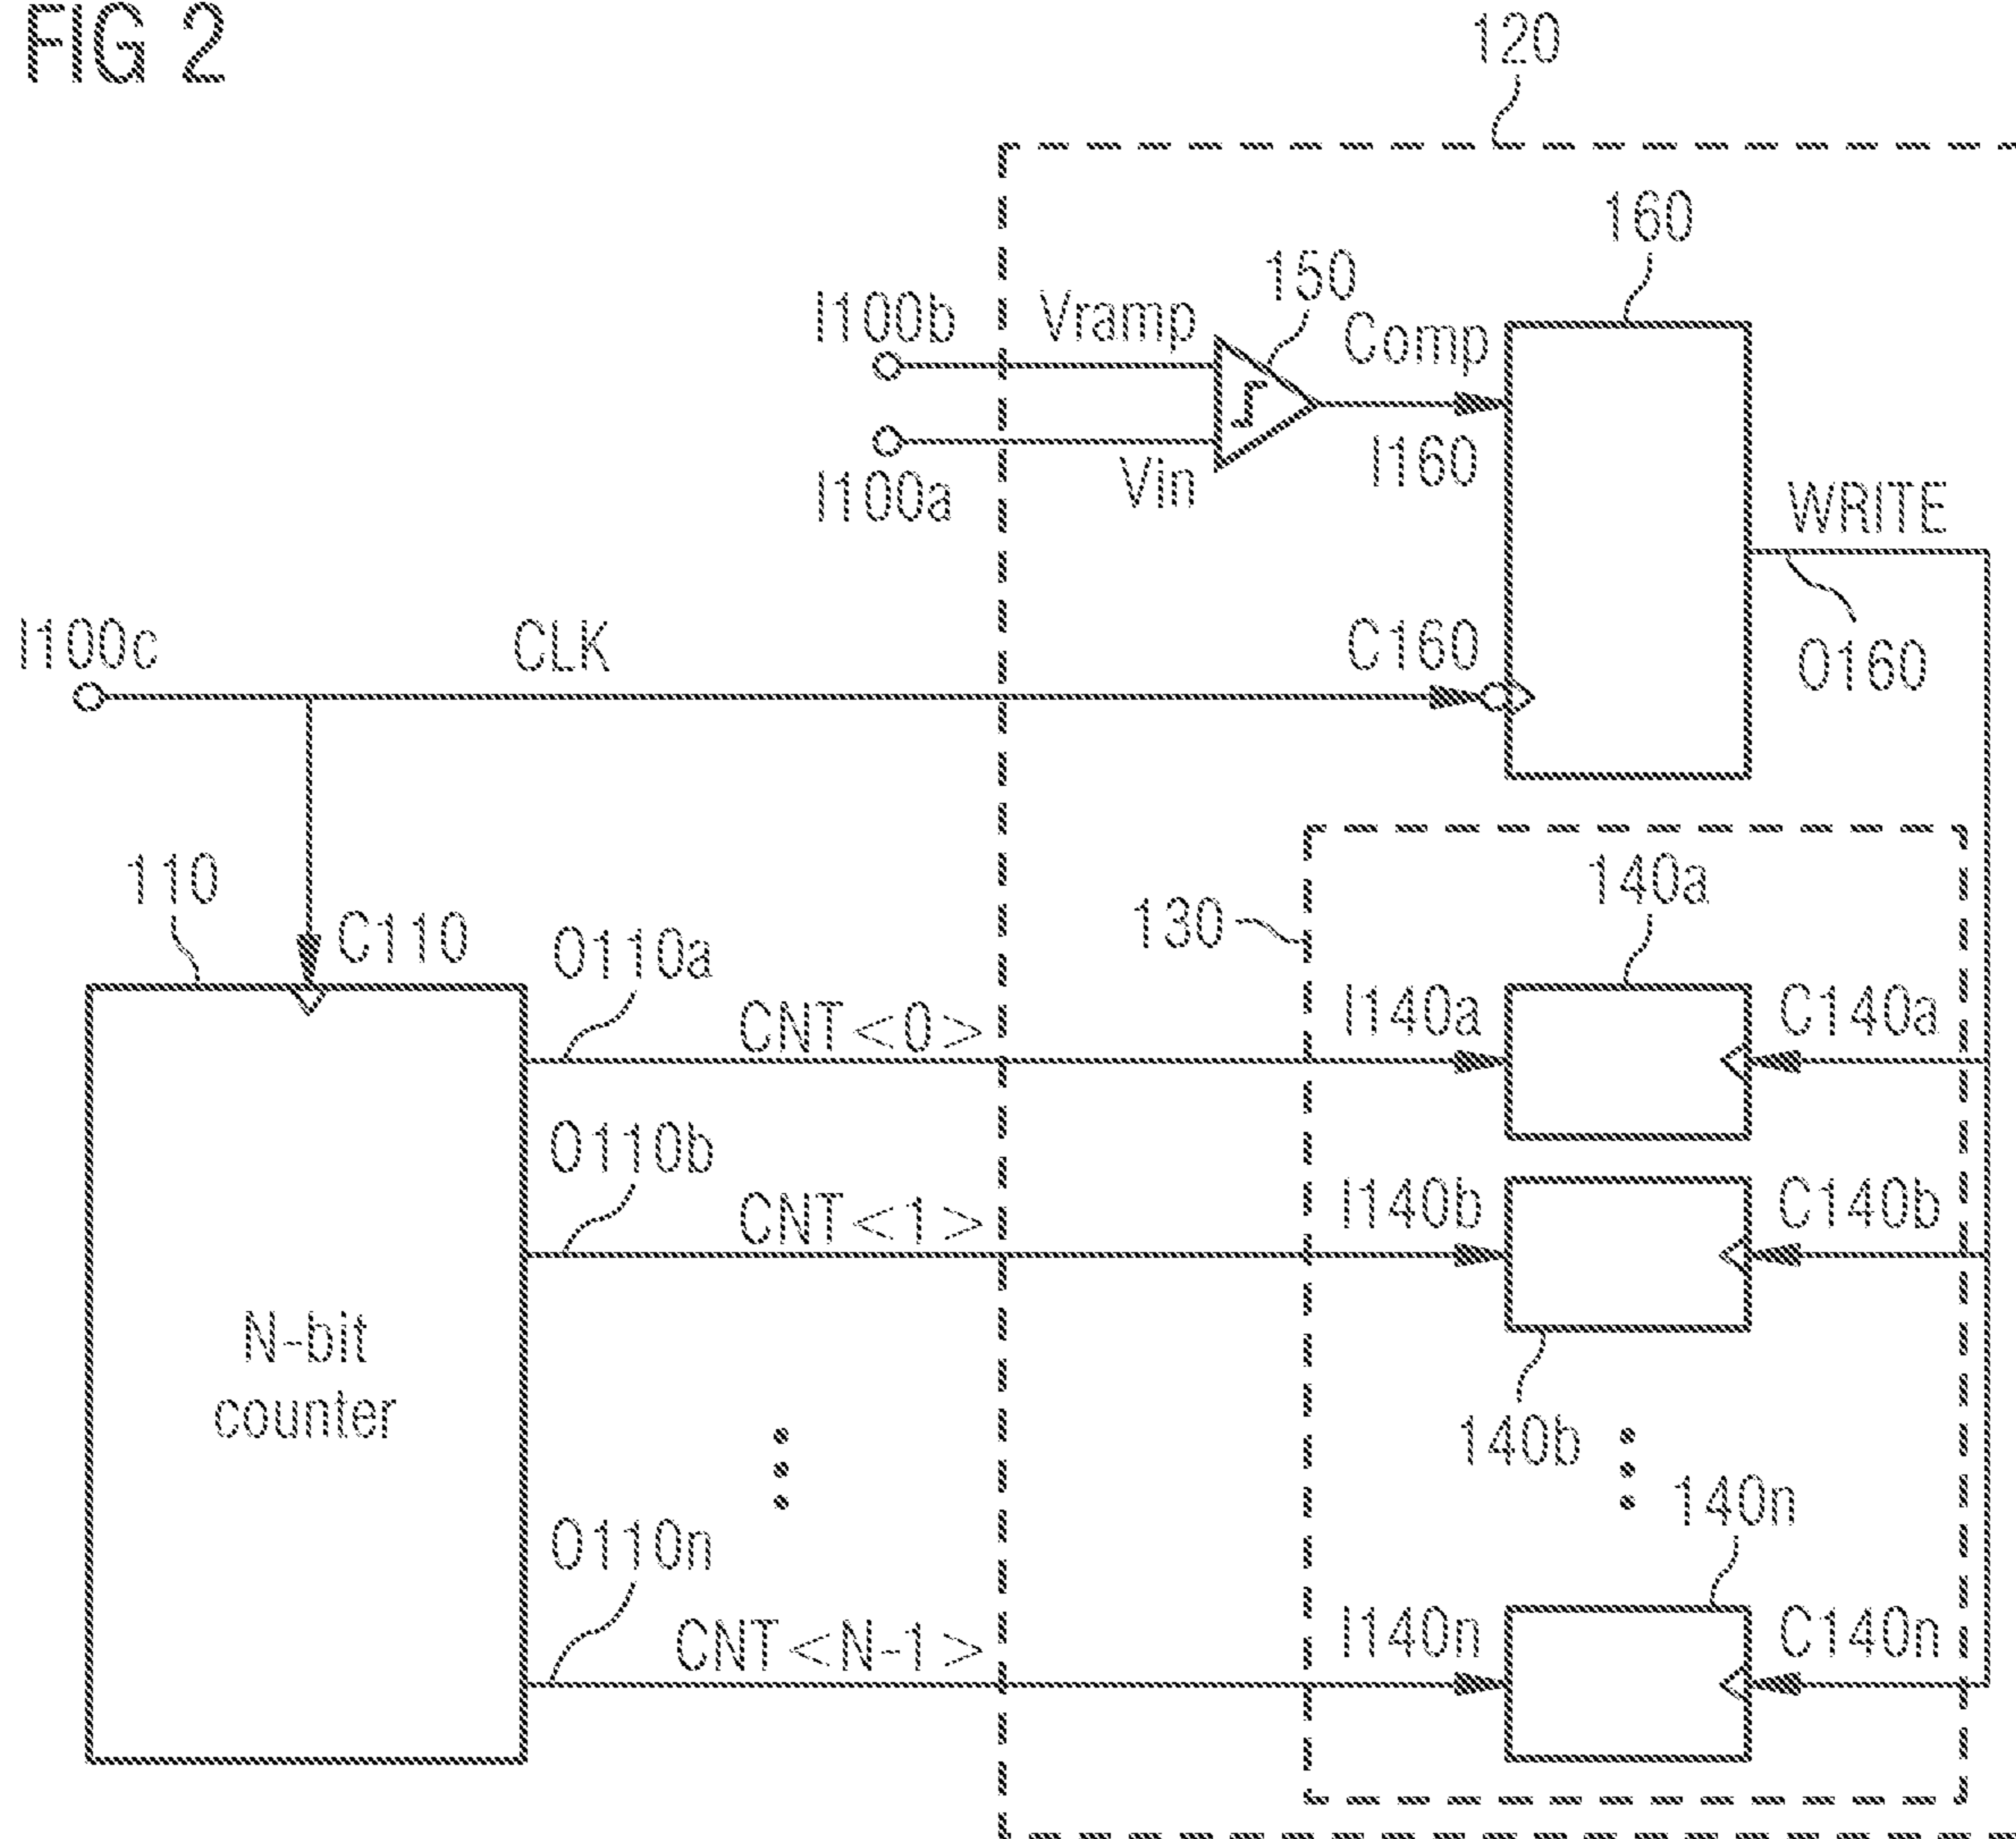 FIG 2
120
160
150
I100b
Vramp
Comp
I160
I100a
Vin
WRITE
O160
I100c
CLK
C160
110
C110
130
140a
O110a
CNT<0>
I140a
C140a
O110b
CNT<1>
I140b
C140b
N-bit
counter
140b
140n
O110n
CNT<N-1>
I140n
C140n